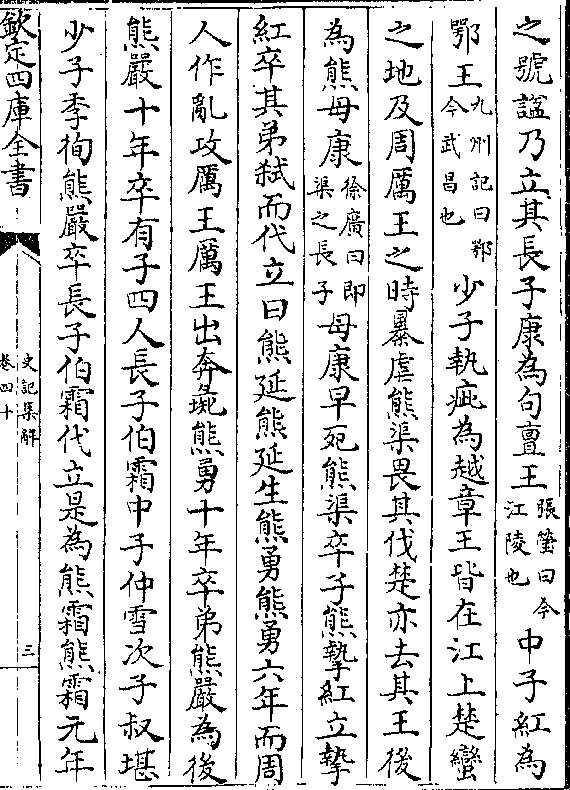 之號諡乃立其長子康為句亶王張瑩曰今江陵也中子紅為
鄂王九州記曰鄂今武昌也少子執疵為越章王皆在江上楚蠻
之地及周厲王之時暴虐熊渠畏其伐楚亦去其王後
為熊毋康徐廣曰即渠之長子毋康早死熊渠卒子熊摯紅立摯
紅卒其弟弑而代立曰熊延熊延生熊勇熊勇六年而周
人作亂攻厲王厲王出奔彘熊勇十年卒弟熊嚴為後
熊嚴十年卒有子四人長子伯霜中子仲雪次子叔堪
少子季徇熊嚴卒長子伯霜代立是為熊霜熊霜元年
欽定四庫全書
史記集解
卷四十
三